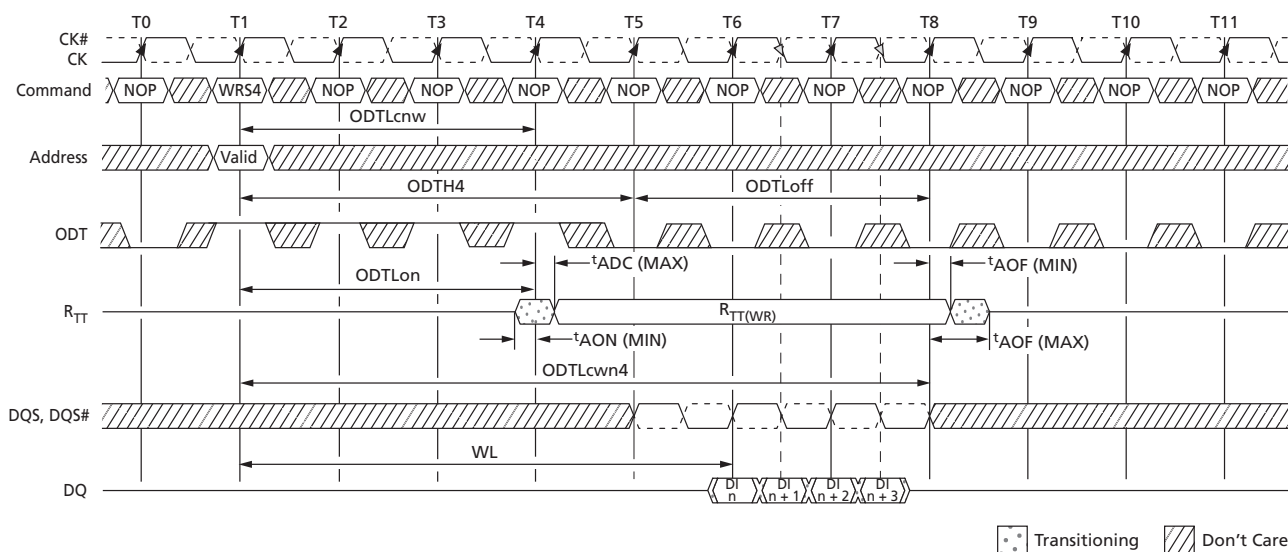 T0 T1 T2 T3 T4 T5 T6 T7 T8 T9 T10 T11
CK#
CK
Command NOP WRS4 NOP NOP NOP NOP NOP NOP NOP NOP NOP NOP
ODTLcnw
Address Valid
ODTH4 ODTLoff
ODT
tADC (MAX) tAOF (MIN)
ODTLon
RTT RTT(WR)
tAON (MIN) tAOF (MAX)
ODTLcwn4
DQS, DQS#
WL
DQ DI n DI n + 1 DI n + 2 DI n + 3
Transitioning Don't Care